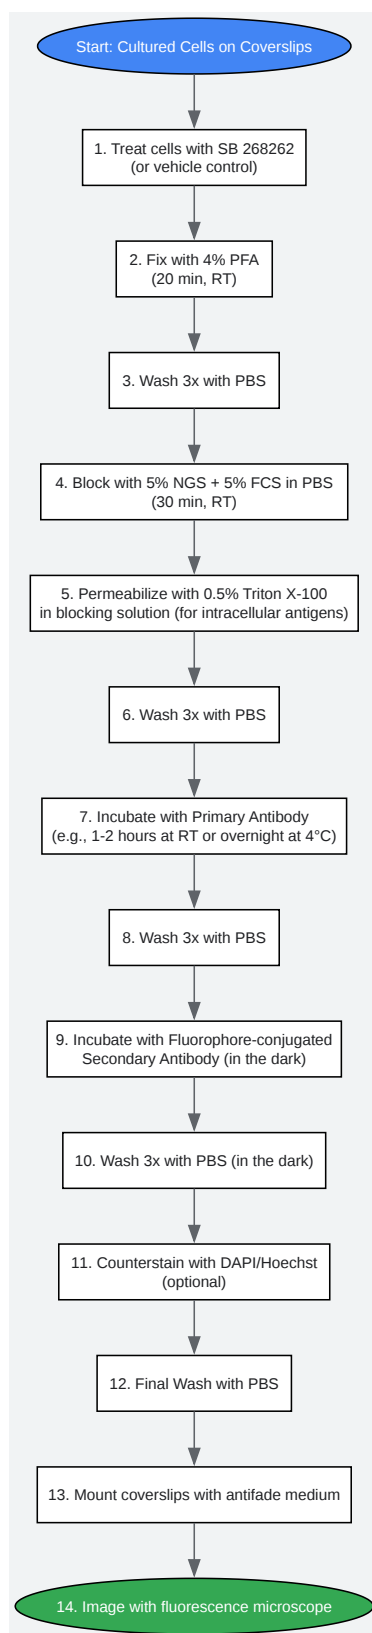 Start: Cultured Cells on Coverslips
1. Treat cells with SB 268262
(or vehicle control)
2. Fix with 4% PFA
(20 min, RT)
3. Wash 3x with PBS
4. Block with 5% NGS + 5% FCS in PBS
(30 min, RT)
5. Permeabilize with 0.5% Triton X-100
in blocking solution (for intracellular antigens)
6. Wash 3x with PBS
7. Incubate with Primary Antibody
(e.g., 1-2 hours at RT or overnight at 4°C)
8. Wash 3x with PBS
9. Incubate with Fluorophore-conjugated
Secondary Antibody (in the dark)
10. Wash 3x with PBS (in the dark)
11. Counterstain with DAPI/Hoechst
(optional)
12. Final Wash with PBS
13. Mount coverslips with antifade medium
14. Image with fluorescence microscope